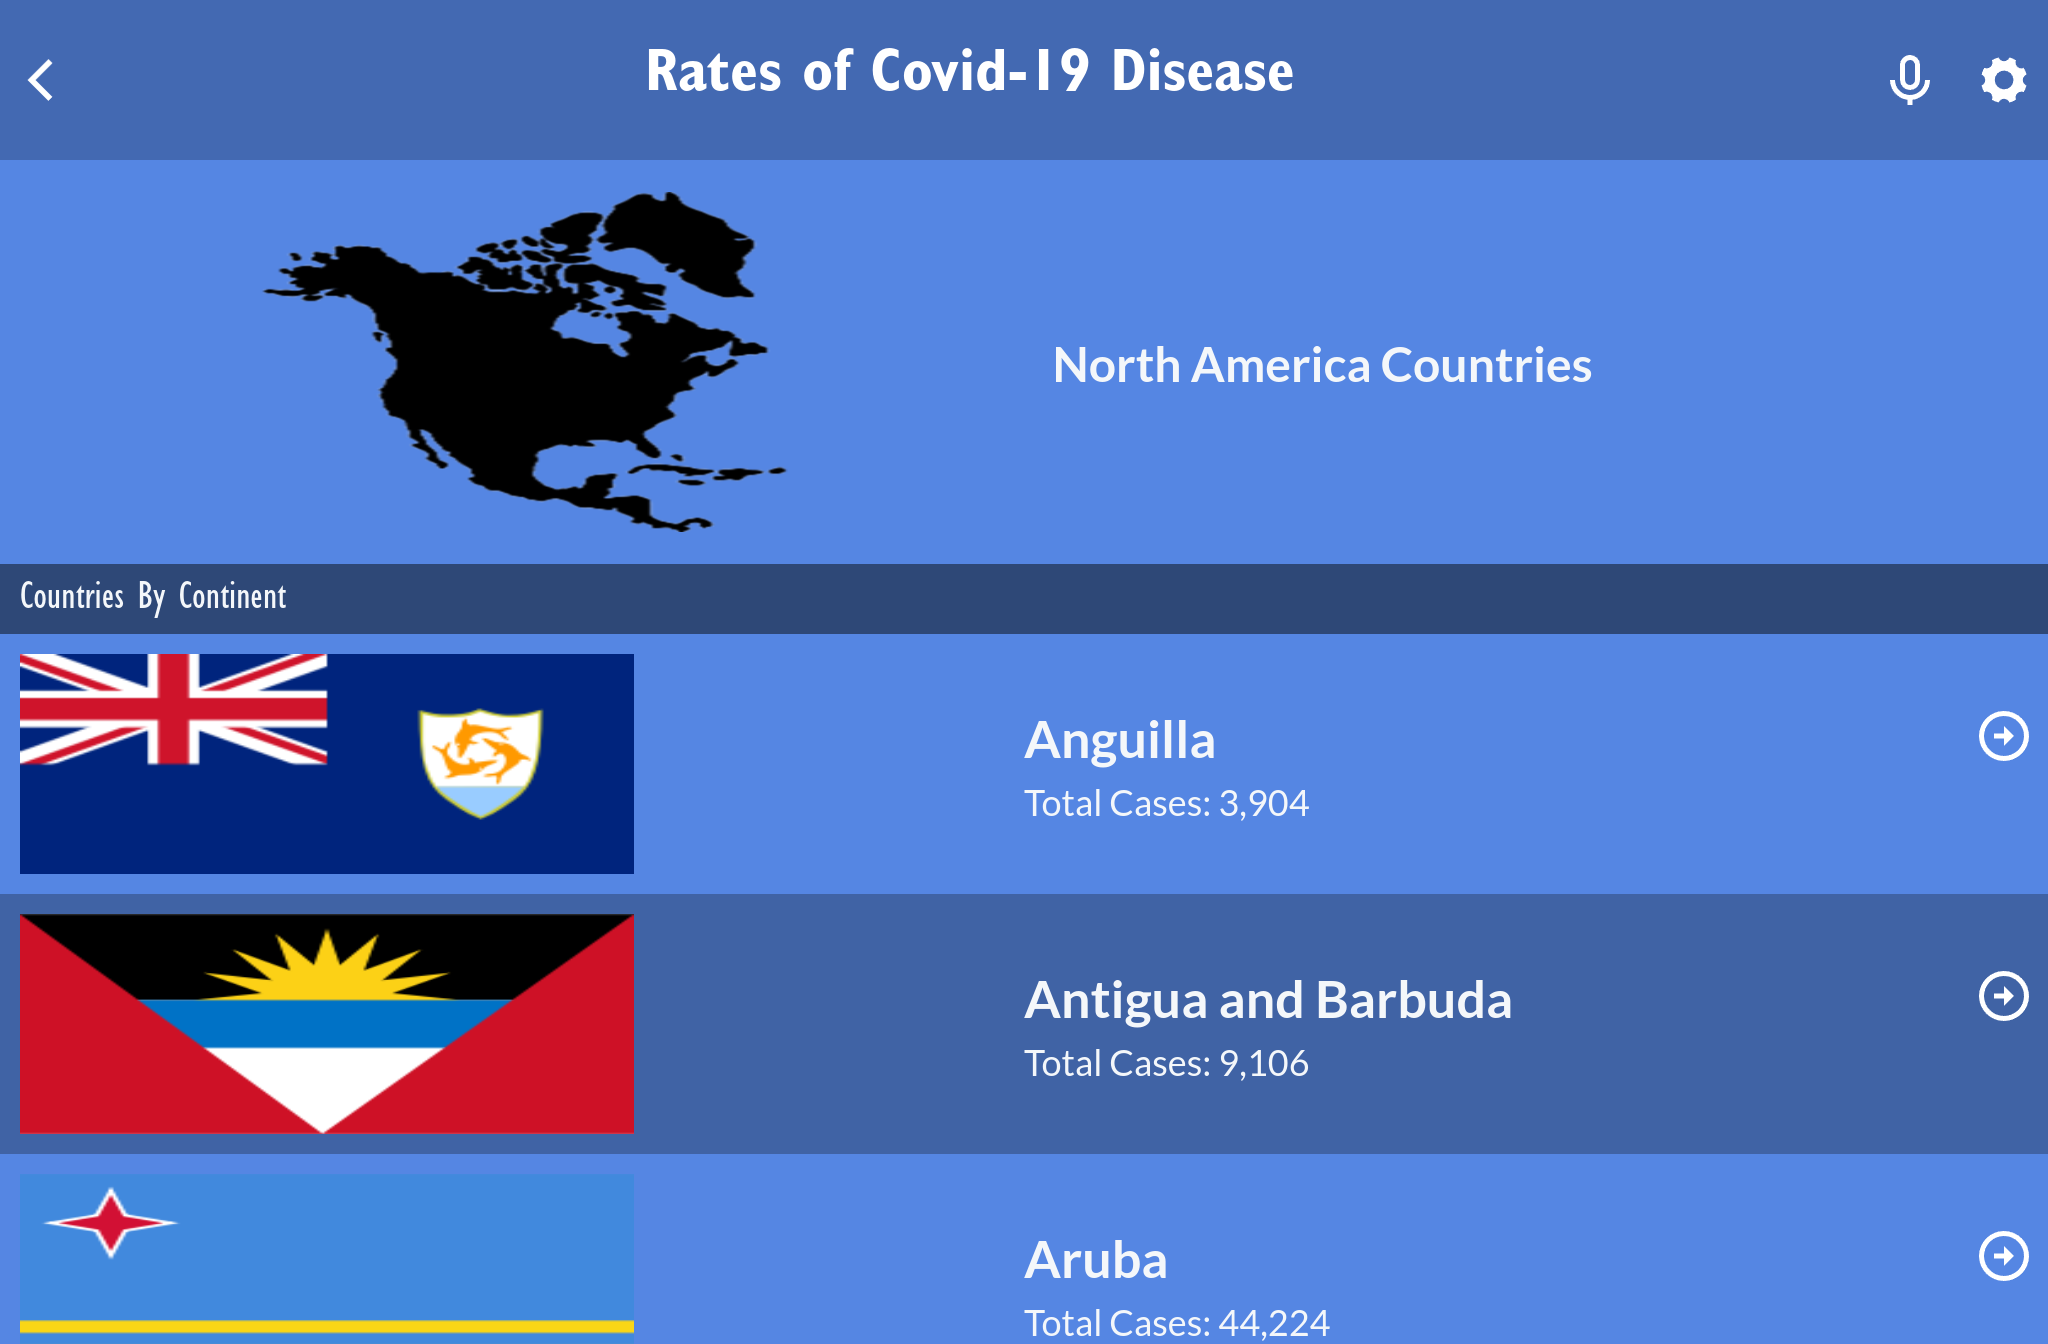 Rates of Covid-19 Disease
North America Countries
Countries By Continent
Anguilla
Total Cases: 3,904
Antigua and Barbuda
Total Cases: 9,106
Aruba
Total Cases: 44,224